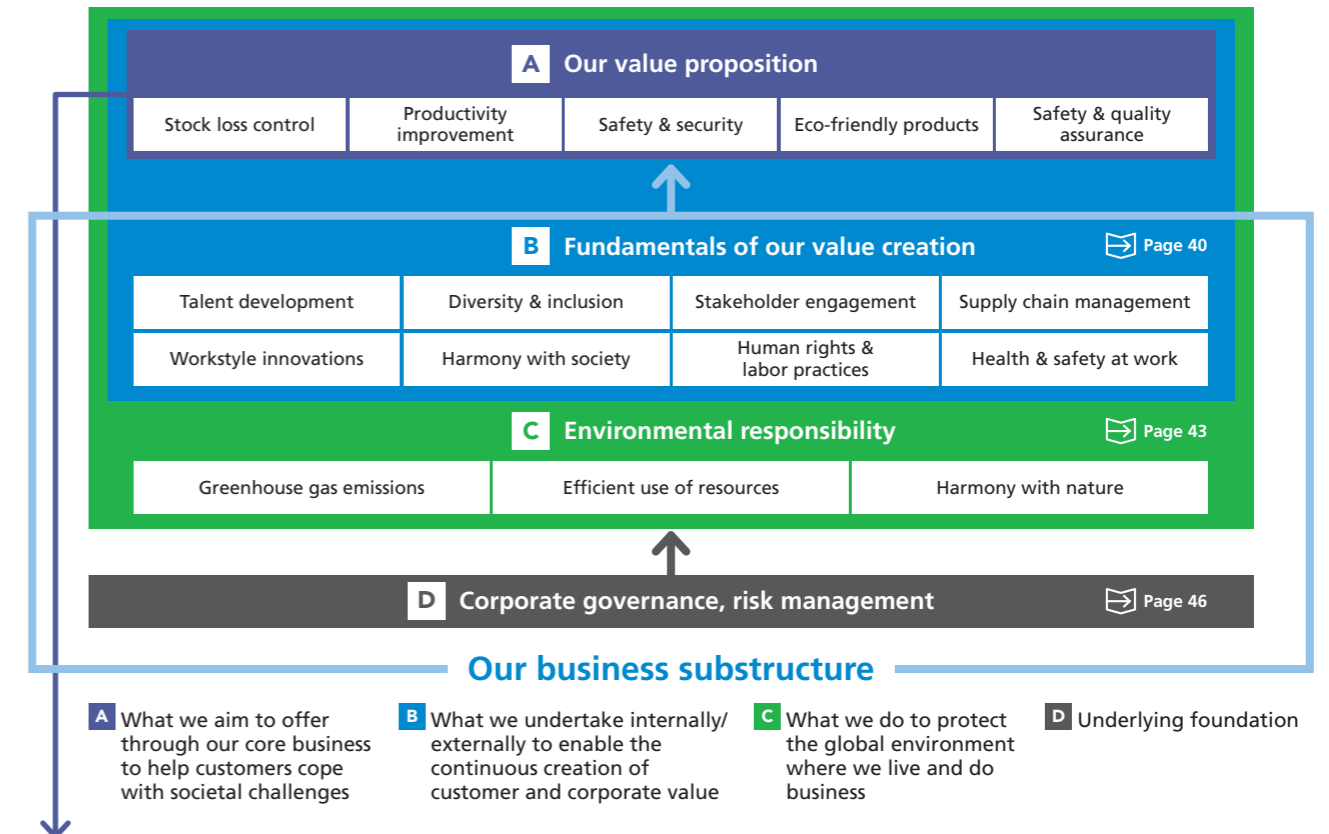 A Our value proposition
Stock loss control
Productivity
improvement
Safety & security
Eco-friendly products
Safety & quality
assurance
B Fundamentals of our value creation
Page 40
Talent development
Diversity & inclusion
Stakeholder engagement
Supply chain management
Workstyle innovations
Harmony with society
Human rights &
labor practices
Health & safety at work
C Environmental responsibility
Page 43
Greenhouse gas emissions
Efficient use of resources
Harmony with nature
D Corporate governance, risk management
Page 46
Our business substructure
A What we aim to offer
through our core business
to help customers cope
with societal challenges
B What we undertake internally/
externally to enable the
continuous creation of
customer and corporate value
C What we do to protect
the global environment
where we live and do
business
D Underlying foundation